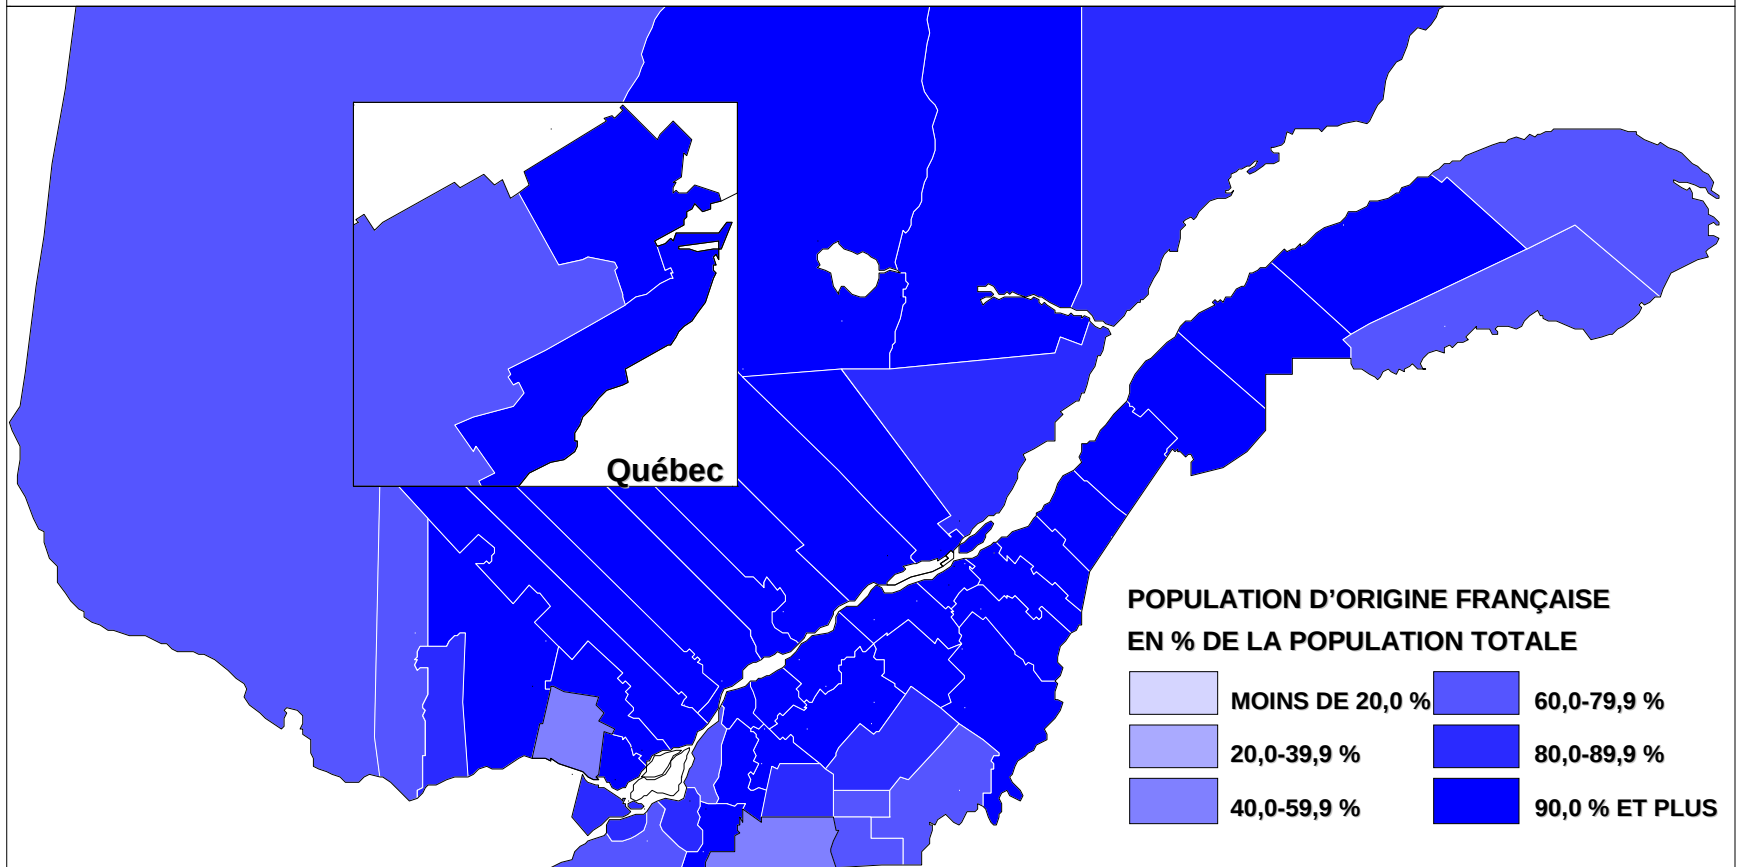 Québec
POPULATION D’ORIGINE FRANÇAISE
EN % DE LA POPULATION TOTALE
MOINS DE 20,0 %
60,0-79,9 %
20,0-39,9 %
80,0-89,9 %
40,0-59,9 %
90,0 % ET PLUS